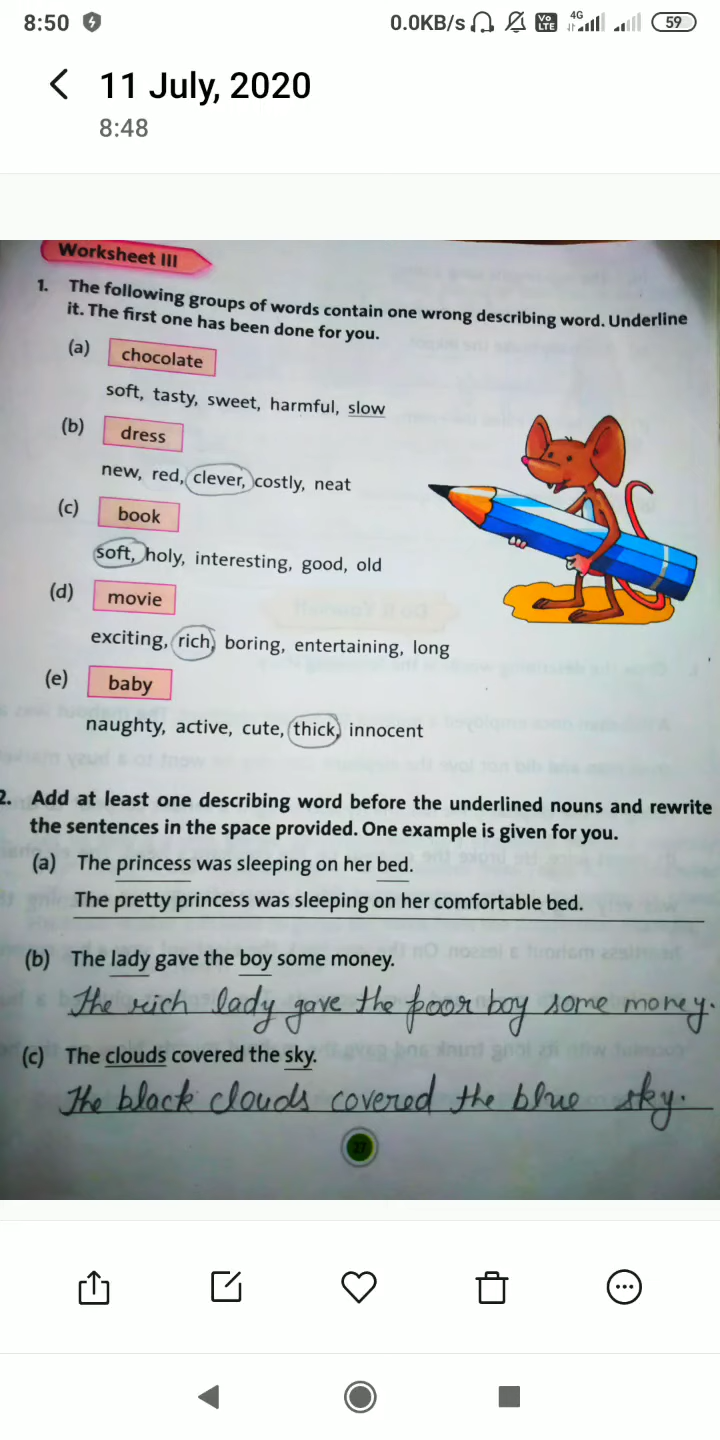 8:50
0.0KB/s Vo LTE 4G 59
11 July, 2020
8:48
Worksheet III
1. The following groups of words contain one wrong describing word. Underline
it. The first one has been done for you.
(a) chocolate
soft, tasty, sweet, harmful, slow
(b) dress
new, red, clever, costly, neat
(c) book
soft, holy, interesting, good, old
(d) movie
exciting, rich, boring, entertaining, long
(e) baby
naughty, active, cute, thick, innocent
2. Add at least one describing word before the underlined nouns and rewrite
the sentences in the space provided. One example is given for you.
(a) The princess was sleeping on her bed.
The pretty princess was sleeping on her comfortable bed.
(b) The lady gave the boy some money.
The rich lady gave the poor boy some money.
(c) The clouds covered the sky.
The black clouds covered the blue sky.
27